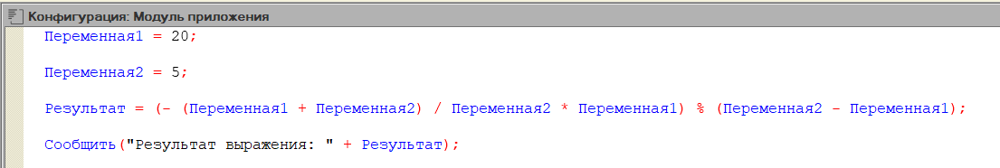 Конфигурация: Модуль приложения
Переменная1 = 20;
Переменная2 = 5;
Результат = (- (Переменная1 + Переменная2) / Переменная2 * Переменная1) % (Переменная2 - Переменная1);
Сообщить("Результат выражения: " + Результат);